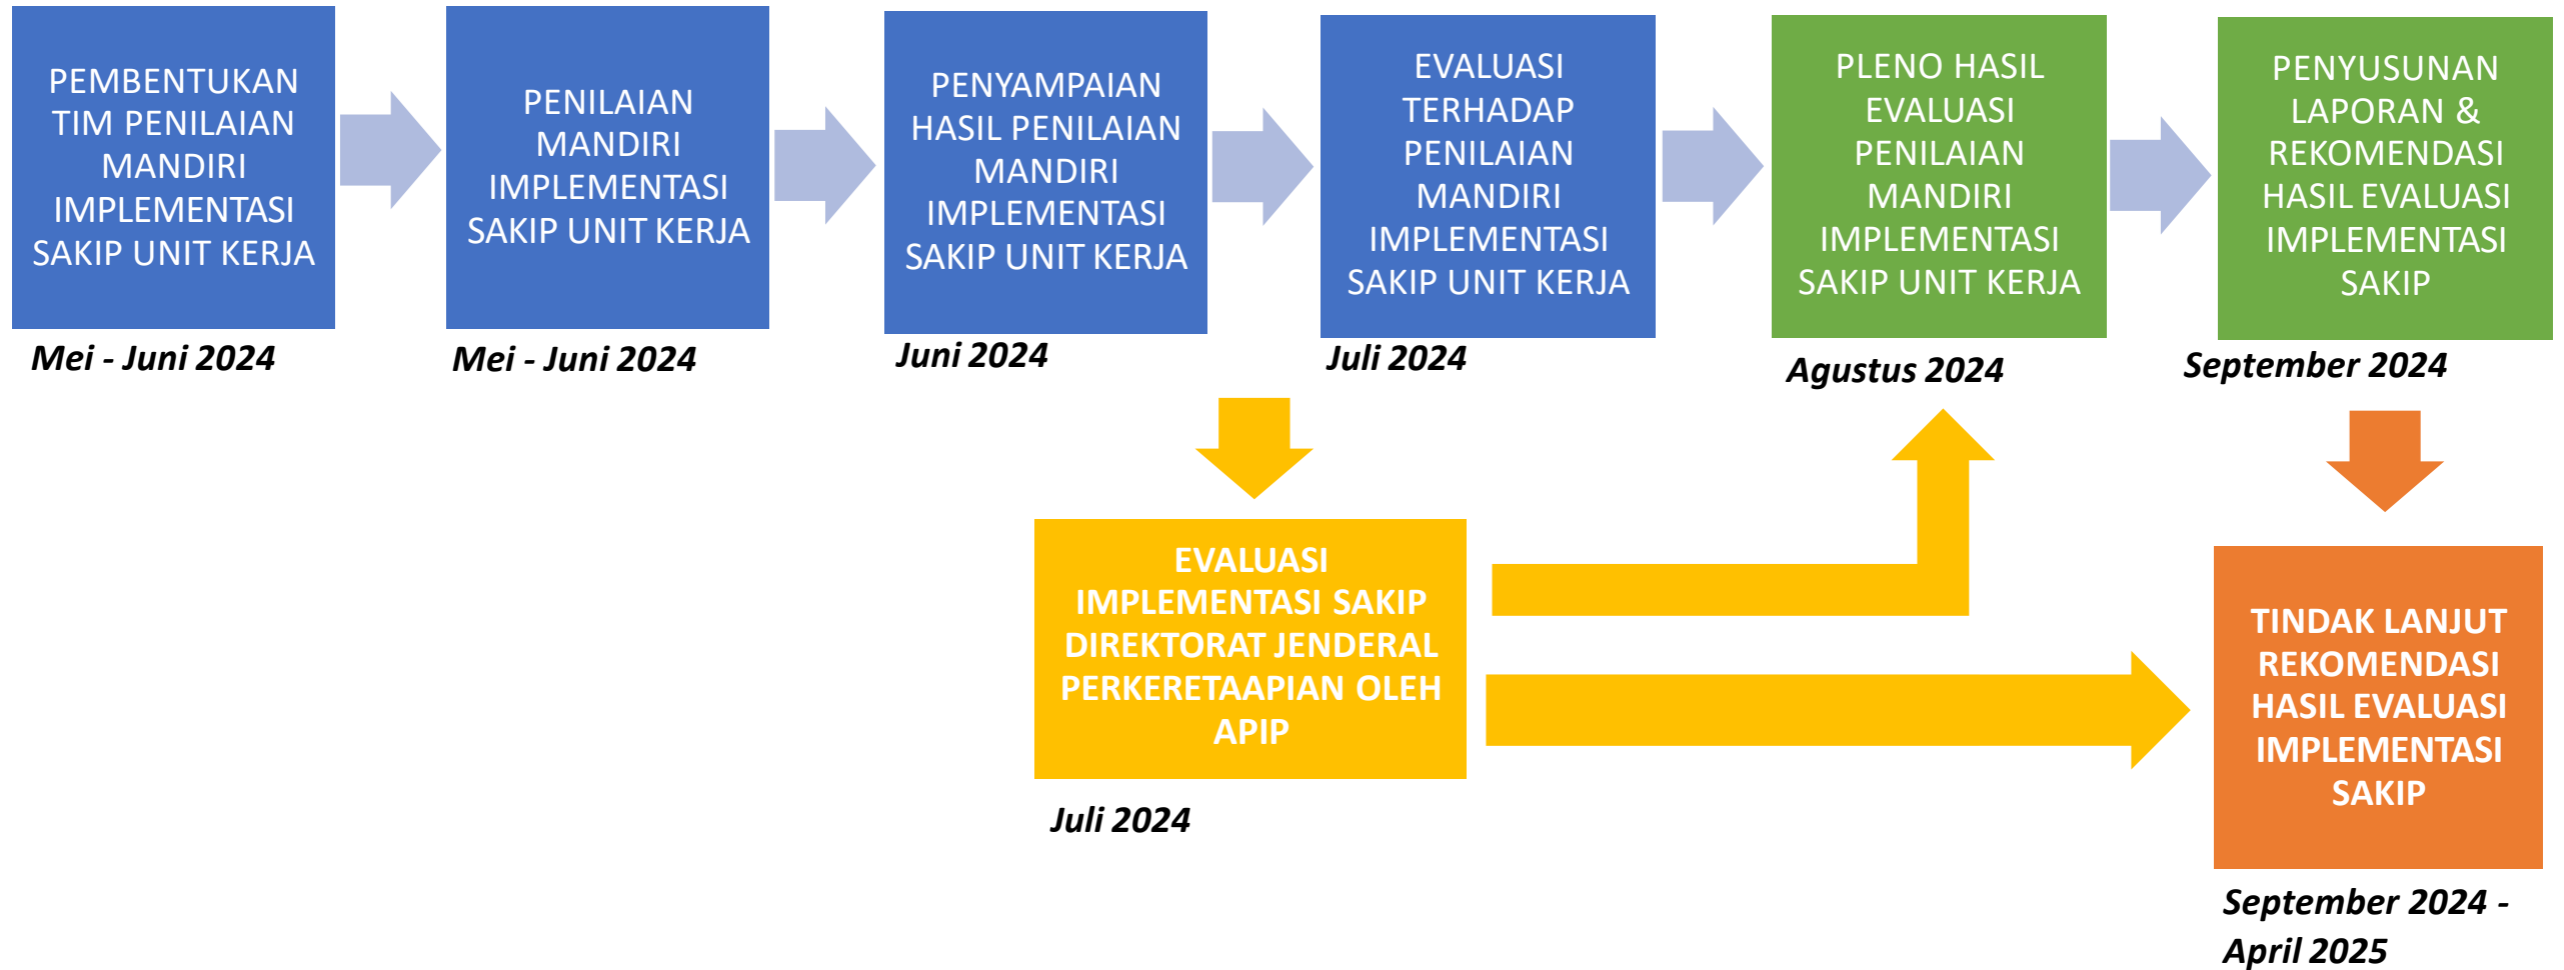 PEMBENTUKAN
TIM PENILAIAN
MANDIRI
IMPLEMENTASI
SAKIP UNIT KERJA
Mei - Juni 2024
PENILAIAN
MANDIRI
IMPLEMENTASI
SAKIP UNIT KERJA
Mei - Juni 2024
PENYAMPAIAN
HASIL PENILAIAN
MANDIRI
IMPLEMENTASI
SAKIP UNIT KERJA
Juni 2024
EVALUASI
TERHADAP
PENILAIAN
MANDIRI
IMPLEMENTASI
SAKIP UNIT KERJA
Juli 2024
PLENO HASIL
EVALUASI
PENILAIAN
MANDIRI
IMPLEMENTASI
SAKIP UNIT KERJA
Agustus 2024
PENYUSUNAN
LAPORAN &
REKOMENDASI
HASIL EVALUASI
IMPLEMENTASI
SAKIP
September 2024
EVALUASI
IMPLEMENTASI SAKIP
DIREKTORAT JENDERAL
PERKERETAAPIAN OLEH
APIP
Juli 2024
TINDAK LANJUT
REKOMENDASI
HASIL EVALUASI
IMPLEMENTASI
SAKIP
September 2024 -
April 2025